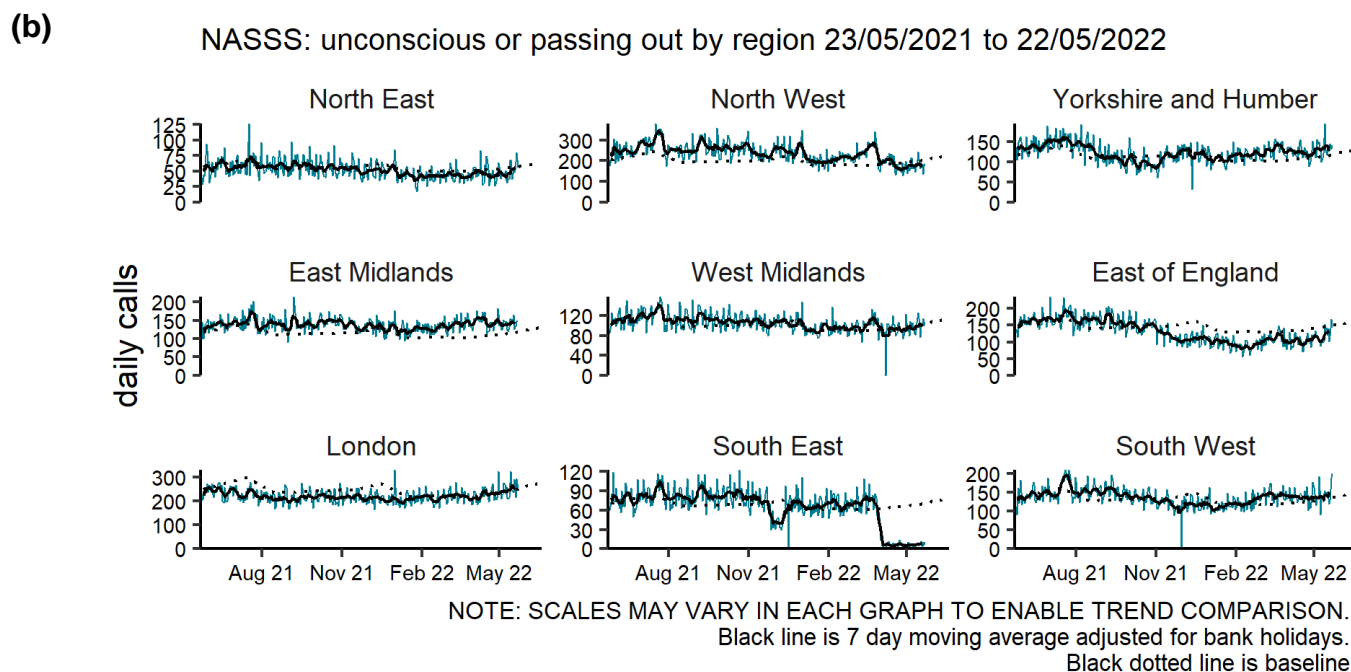 (b)
NASSS: unconscious or passing out by region 23/05/2021 to 22/05/2022
North East
North West
Yorkshire and Humber
125
100
75
50
25
0
300
200
100
0
150
100
50
0
daily calls
East Midlands
West Midlands
East of England
200
150
100
50
0
120
80
40
0
200
150
100
50
0
London
South East
South West
300
200
100
0
120
90
60
30
0
200
150
100
50
0
Aug 21 Nov 21 Feb 22 May 22
Aug 21 Nov 21 Feb 22 May 22
Aug 21 Nov 21 Feb 22 May 22
NOTE: SCALES MAY VARY IN EACH GRAPH TO ENABLE TREND COMPARISON.
Black line is 7 day moving average adjusted for bank holidays.
Black dotted line is baseline